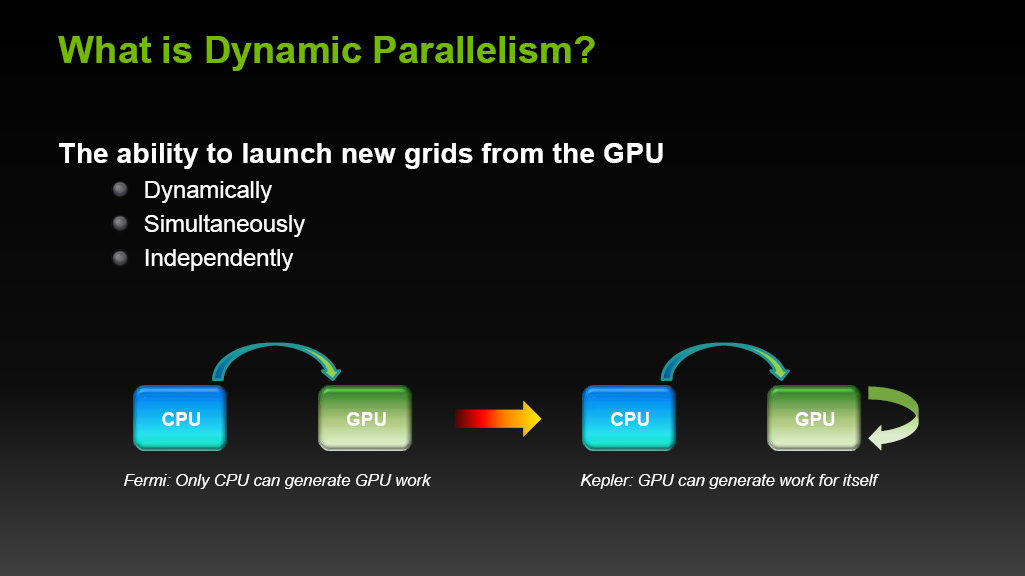 What is Dynamic Parallelism?
The ability to launch new grids from the GPU
Dynamically
Simultaneously
Independently
CPU
GPU
CPU
GPU
Fermi: Only CPU can generate GPU work
Kepler: GPU can generate work for itself